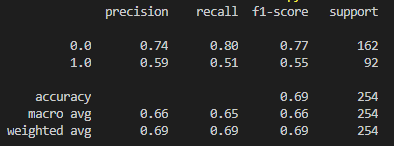 precision recall f1-score support
0.0 0.74 0.80 0.77 162
1.0 0.59 0.51 0.55 92
accuracy 0.69 254
macro avg 0.66 0.65 0.66 254
weighted avg 0.69 0.69 0.69 254